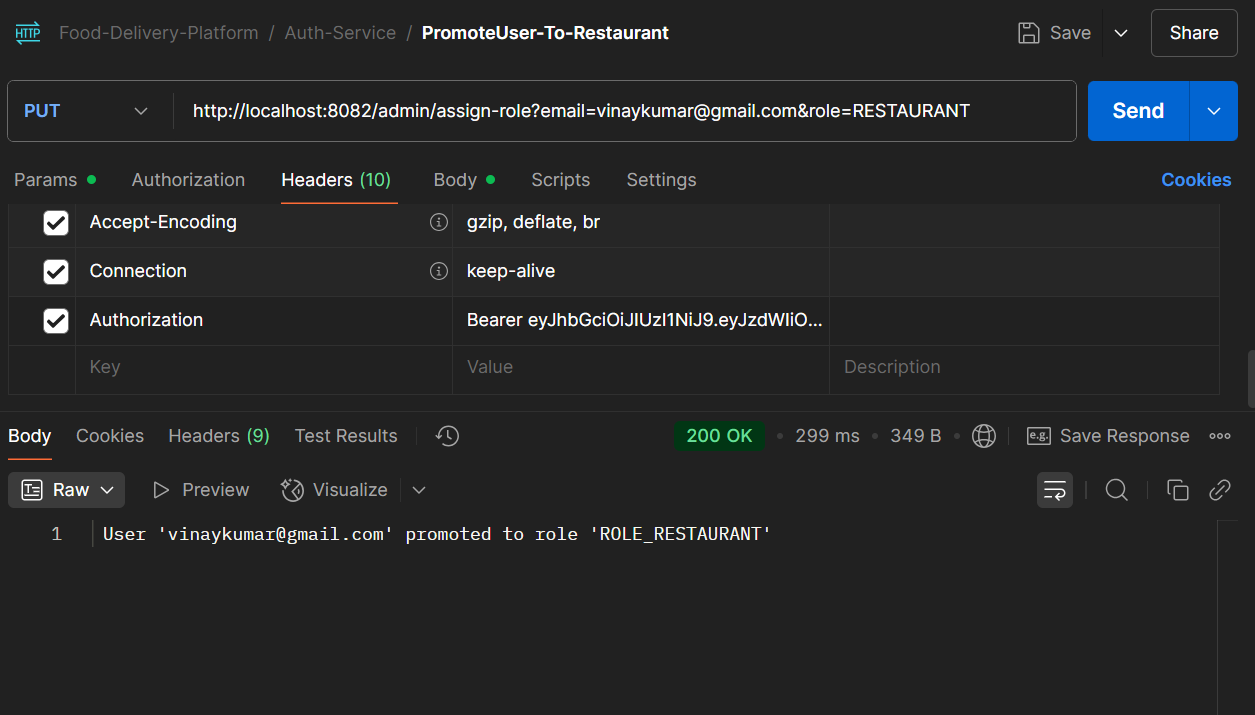 HTTP Food-Delivery-Platform / Auth-Service / PromoteUser-To-Restaurant Save Share
PUT http://localhost:8082/admin/assign-role?email=vinaykumar@gmail.com&role=RESTAURANT Send
Params Authorization Headers (10) Body Scripts Settings Cookies
Accept-Encoding gzip, deflate, br
Connection keep-alive
Authorization Bearer eyJhbGciOiJIUzI1NiJ9.eyJzdWIiO...
Key Value Description
Body Cookies Headers (9) Test Results 200 OK • 299 ms • 349 B • e.g. Save Response
Raw Preview Visualize
1 User 'vinaykumar@gmail.com' promoted to role 'ROLE_RESTAURANT'